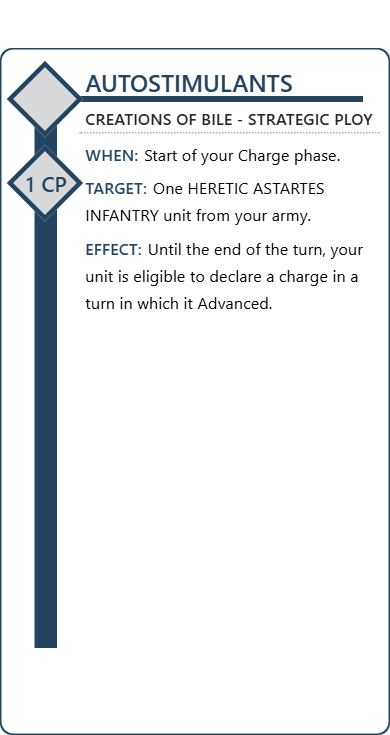 AUTOSTIMULANTS
CREATIONS OF BILE - STRATEGIC PLOY
WHEN: Start of your Charge phase.
1 CP
TARGET: One HERETIC ASTARTES
INFANTRY unit from your army.
EFFECT: Until the end of the turn, your
unit is eligible to declare a charge in a
turn in which it Advanced.